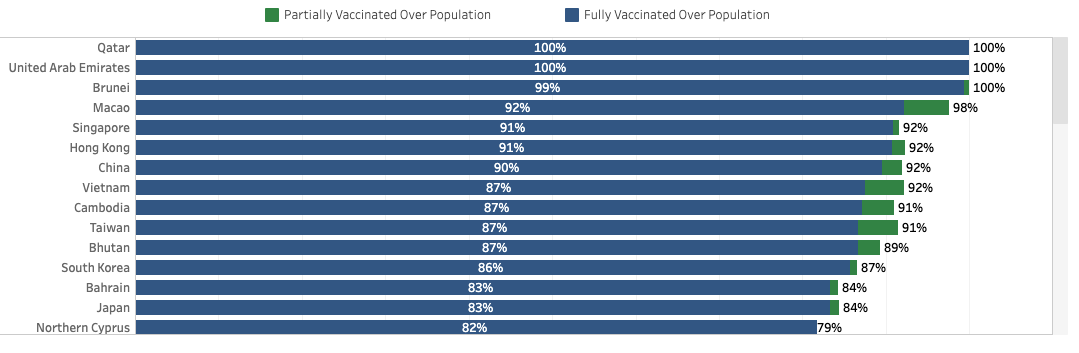 Partially Vaccinated Over Population Fully Vaccinated Over Population
Qatar 100% 100%
United Arab Emirates 100% 100%
Brunei 99% 100%
Macao 92% 98%
Singapore 91% 92%
Hong Kong 91% 92%
China 90% 92%
Vietnam 87% 92%
Cambodia 87% 91%
Taiwan 87% 91%
Bhutan 87% 89%
South Korea 86% 87%
Bahrain 83% 84%
Japan 83% 84%
Northern Cyprus 82% 79%